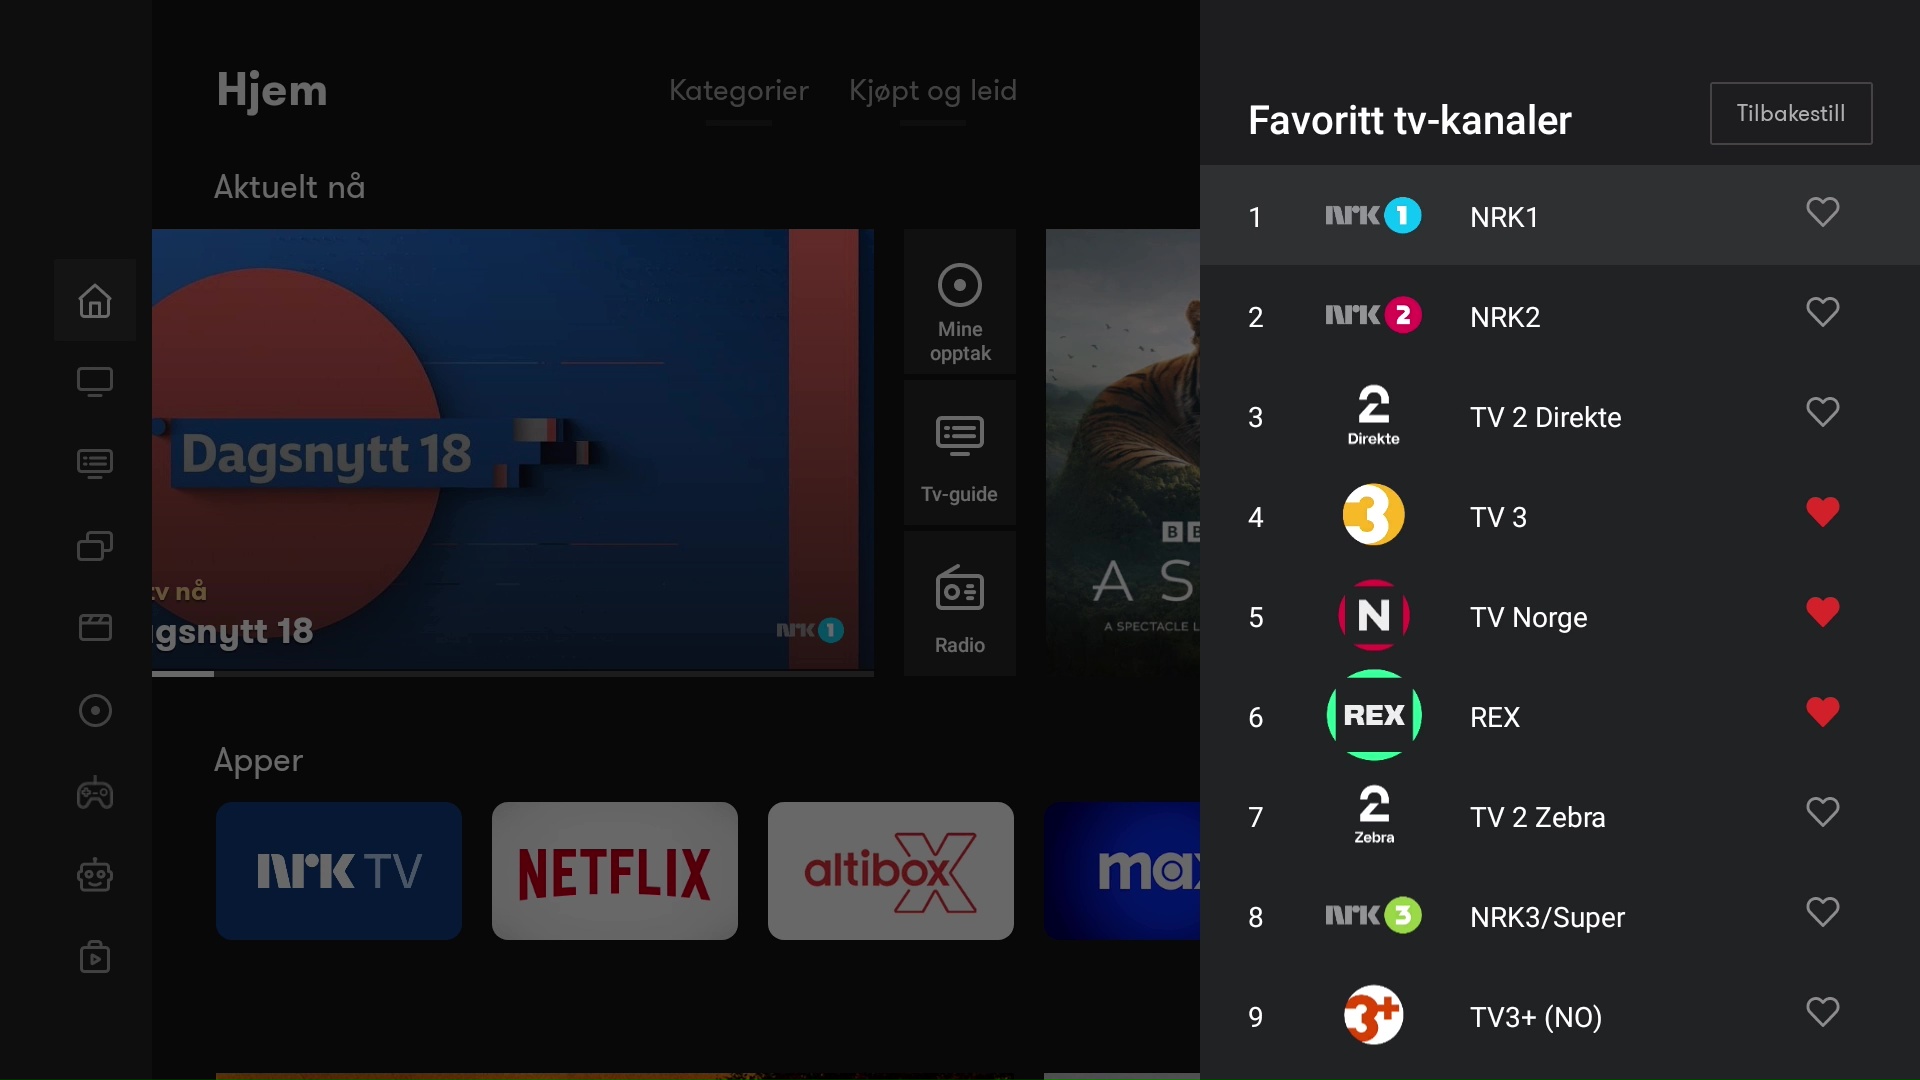 Hjem
Kategorier
Kjøpt og leid
Aktuelt nå
Dagsnytt 18
tv nå
gsnytt 18
nrk 1
Mine
opptak
Tv-guide
Radio
A S
A SPECTACLE
Apper
nrk TV
NETFLIX
altibox
max
Favoritt tv-kanaler
Tilbakestill
1 nrk 1 NRK1
2 nrk 2 NRK2
3 2 Direkte TV 2 Direkte
4 3 TV 3
5 N TV Norge
6 REX REX
7 2 Zebra TV 2 Zebra
8 nrk 3 NRK3/Super
9 3+ TV3+ (NO)